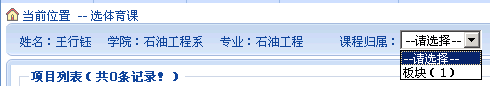 当前位置 -- 选体育课
姓名：王行钰 学院：石油工程系 专业：石油工程 课程归属：--请选择--
--请选择--
板块（1）
项目列表（共0条记录！）